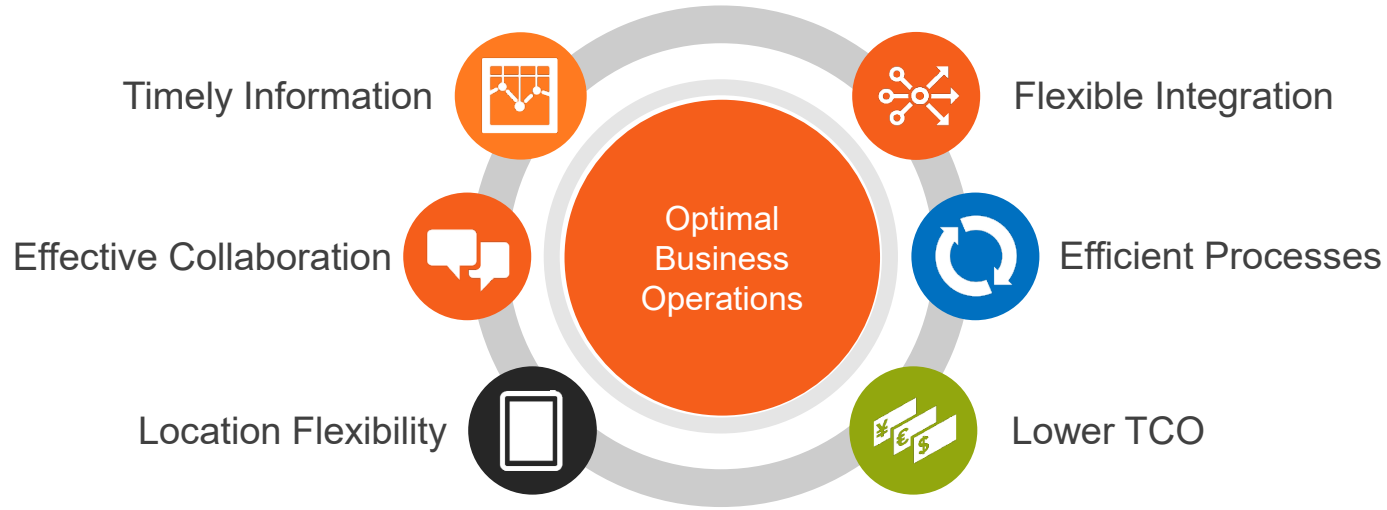 Timely Information
Flexible Integration
Effective Collaboration
Optimal
Business
Operations
Efficient Processes
Location Flexibility
Lower TCO
¥
€
$